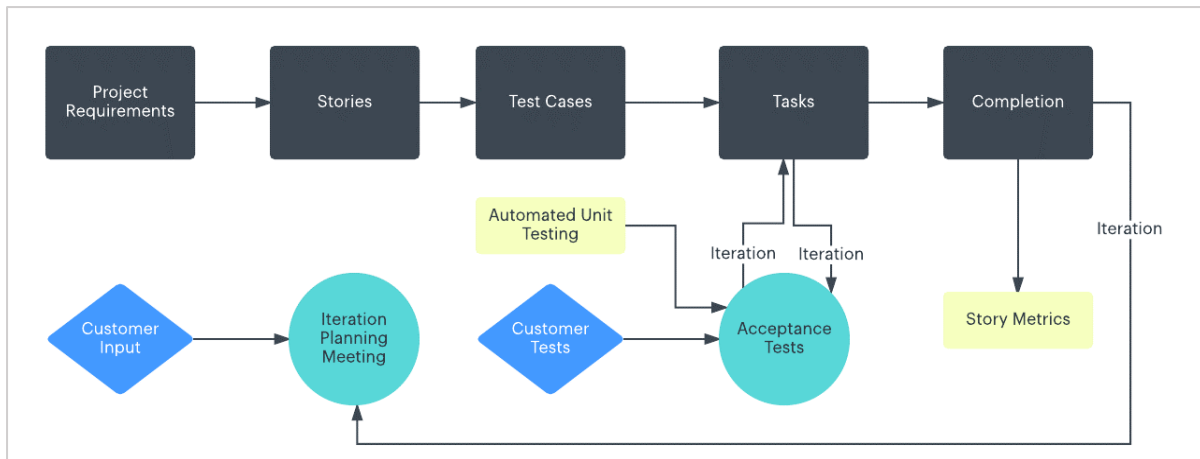 Project
Requirements
Stories
Test Cases
Tasks
Completion
Automated Unit
Testing
Iteration
Iteration
Iteration
Customer
Input
Iteration
Planning
Meeting
Customer
Tests
Acceptance
Tests
Story Metrics